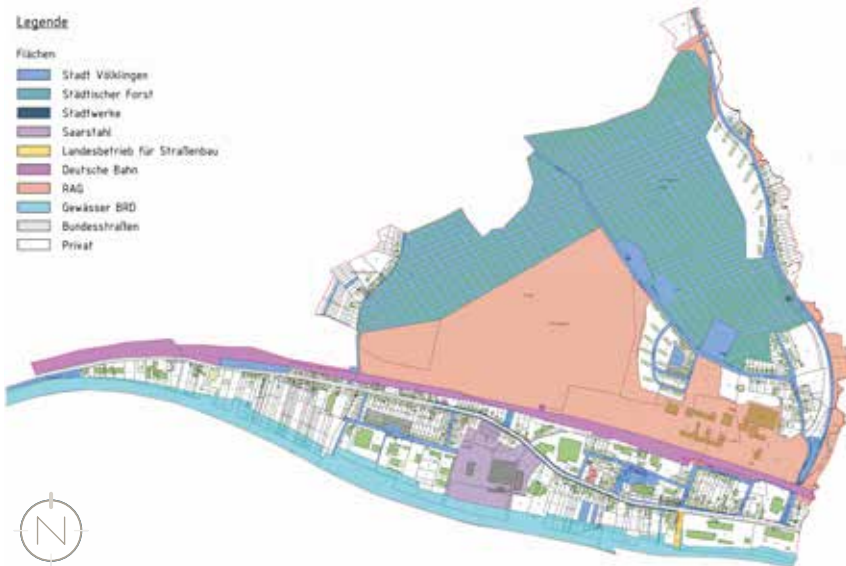 Legende
Flächen
Stadt Völklingen
Städtischer Forst
Stadtwerke
Saarstahl
Landesbetrieb für Straßenbau
Deutsche Bahn
RAG
Gewässer BRD
Bundesstraßen
Privat
N